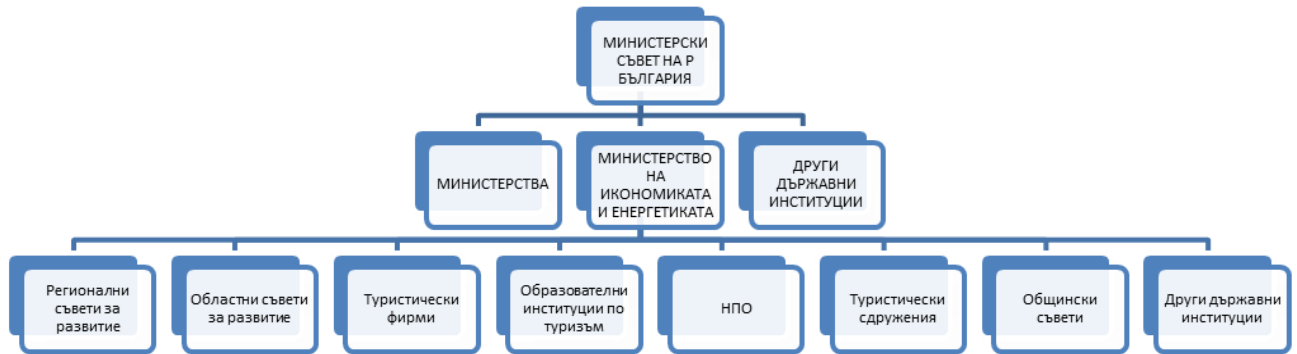 МИНИСТЕРСКИ
СЪВЕТ НА Р
БЪЛГАРИЯ
МИНИСТЕРСТВА
МИНИСТЕРСТВО
НА
ИКОНОМИКАТА
И ЕНЕРГЕТИКАТА
ДРУГИ
ДЪРЖАВНИ
ИНСТИТУЦИИ
Регионални
съвети за
развитие
Областни съвети
за развитие
Туристически
фирми
Образователни
институции по
туризъм
НПО
Туристически
сдружения
Общински
съвети
Други държавни
институции